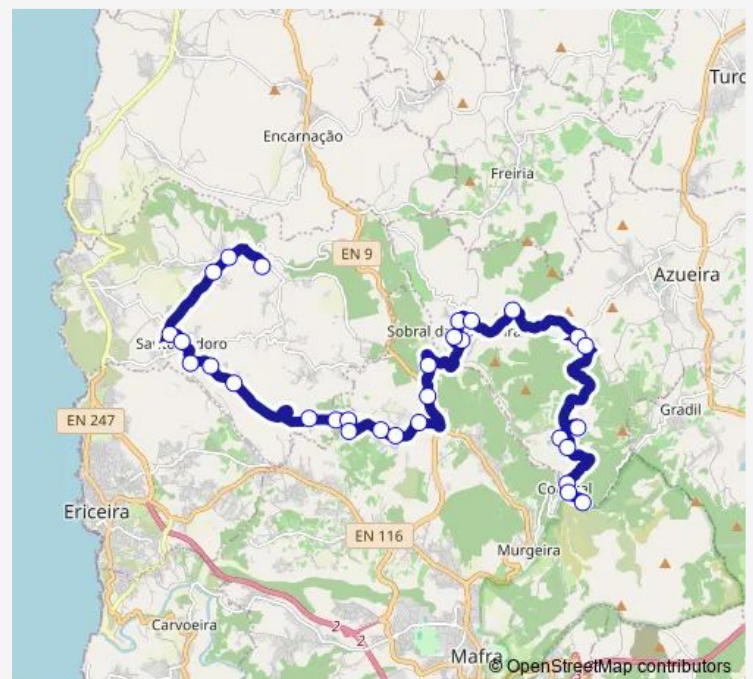 Turc
Encarnação
Freiria
EN 9
Azueira
Sobral da
EN 247
Gradil
Ericeira
EN 116
Murgeira
Carvoeira
2
2
Mafra
© OpenStreetMap contributors